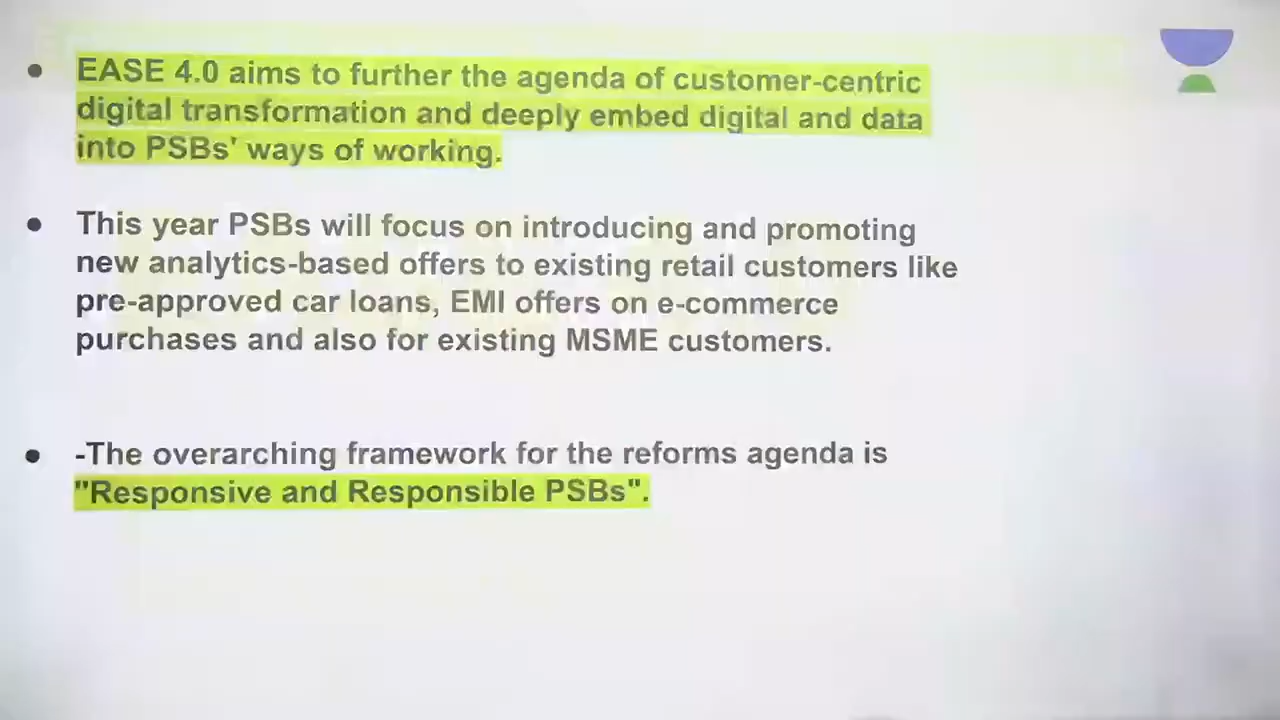 • EASE 4.0 aims to further the agenda of customer-centric
digital transformation and deeply embed digital and data
into PSBs' ways of working.
• This year PSBs will focus on introducing and promoting
new analytics-based offers to existing retail customers like
pre-approved car loans, EMI offers on e-commerce
purchases and also for existing MSME customers.
• -The overarching framework for the reforms agenda is
"Responsive and Responsible PSBs".